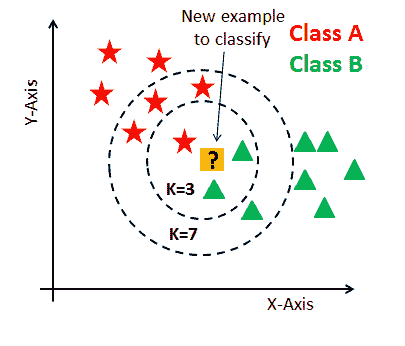 New example
to classify
Class A
Class B
Y-Axis
?
K=3
K=7
X-Axis